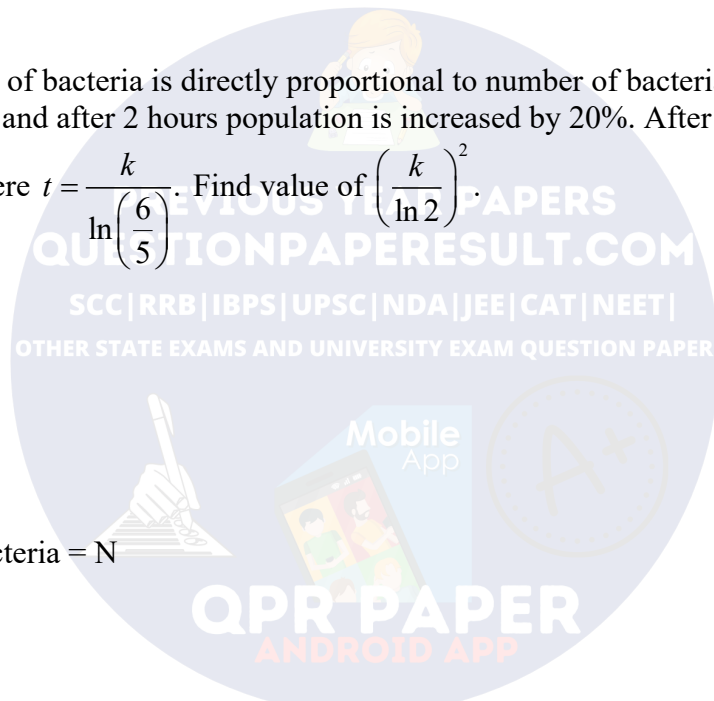 of bacteria is directly proportional to number of bacteri
and after 2 hours population is increased by 20%. After
ere t = k / ln(6/5). Find value of (k / ln 2)^2.
PREVIOUS YEAR PAPERS
QUESTIONPAPERESULT.COM
SCC|RRB|IBPS|UPSC|NDA|JEE|CAT|NEET|
OTHER STATE EXAMS AND UNIVERSITY EXAM QUESTION PAPER
Mobile
App
A+
cteria = N
QPR PAPER
ANDROID APP